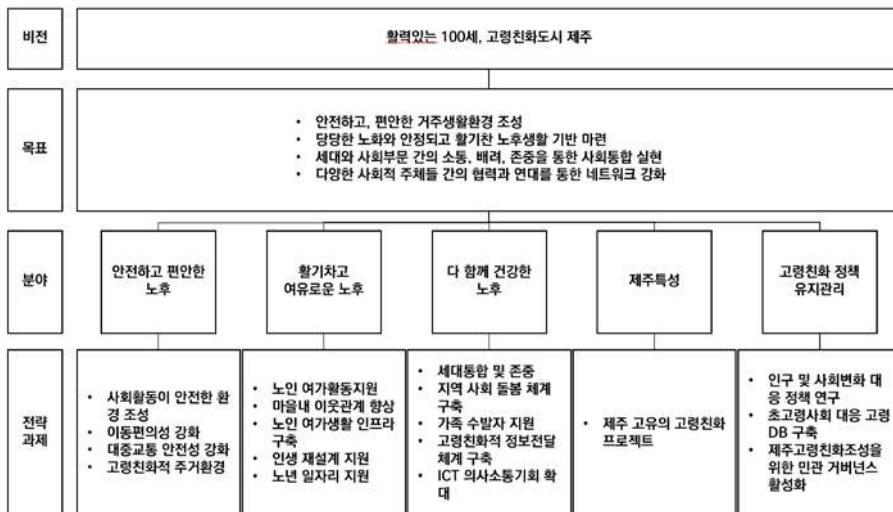 비전
활력있는 100세, 고령친화도시 제주
목표
• 안전하고, 편안한 거주생활환경 조성
• 당당한 노화와 안정되고 활기찬 노후생활 기반 마련
• 세대와 사회부문 간의 소통, 배려, 존중을 통한 사회통합 실현
• 다양한 사회적 주체들 간의 협력과 연대를 통한 네트워크 강화
분야
안전하고 편안한
노후
활기차고
여유로운 노후
다 함께 건강한
노후
제주특성
고령친화 정책
유지관리
전략
과제
• 사회활동이 안전한 환
경 조성
• 이동편의성 강화
• 대중교통 안전성 강화
• 고령친화적 주거환경
• 노인 여가활동지원
• 마을내 이웃관계 향상
• 노인 여가생활 인프라
구축
• 인생 재설계 지원
• 노년 일자리 지원
• 세대통합 및 존중
• 지역 사회 돌봄 체계
구축
• 가족 수발자 지원
• 고령친화적 정보전달
체계 구축
• ICT 의사소통기회 확
대
• 제주 고유의 고령친화
프로젝트
• 인구 및 사회변화 대
응 정책 연구
• 초고령사회 대응 고령
DB 구축
• 제주고령친화조성을
위한 민관 거버넌스
활성화